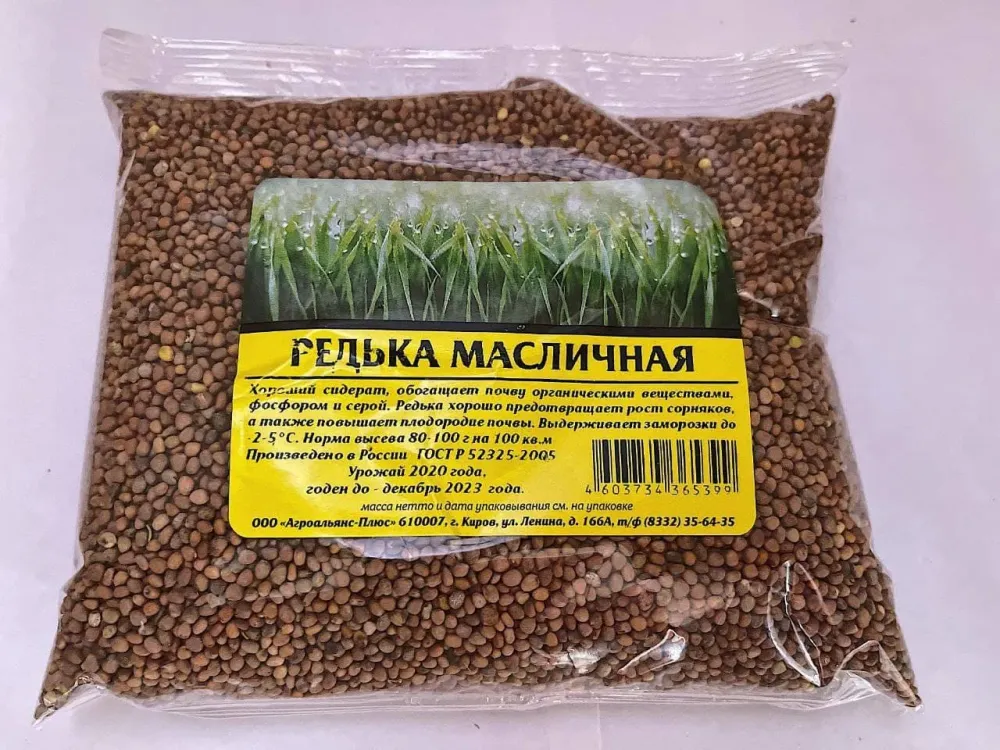 РЕДЬКА МАСЛИЧНАЯ
Хороший сидерат, обогащает почву органическими веществами,
фосфором и серой. Редька хорошо предотвращает рост сорняков,
а также повышает плодородие почвы. Выдерживает заморозки до
-2-5°С. Норма высева 80-100 г на 100 кв.м
Произведено в России ГОСТ Р 52325-2005
Урожай 2020 года,
годен до - декабрь 2023 года.
4 603734 365399
масса нетто и дата упаковывания см. на упаковке
ООО «Агроальянс-Плюс» 610007, г. Киров, ул. Ленина, д. 166А, т/ф (8332) 35-64-35